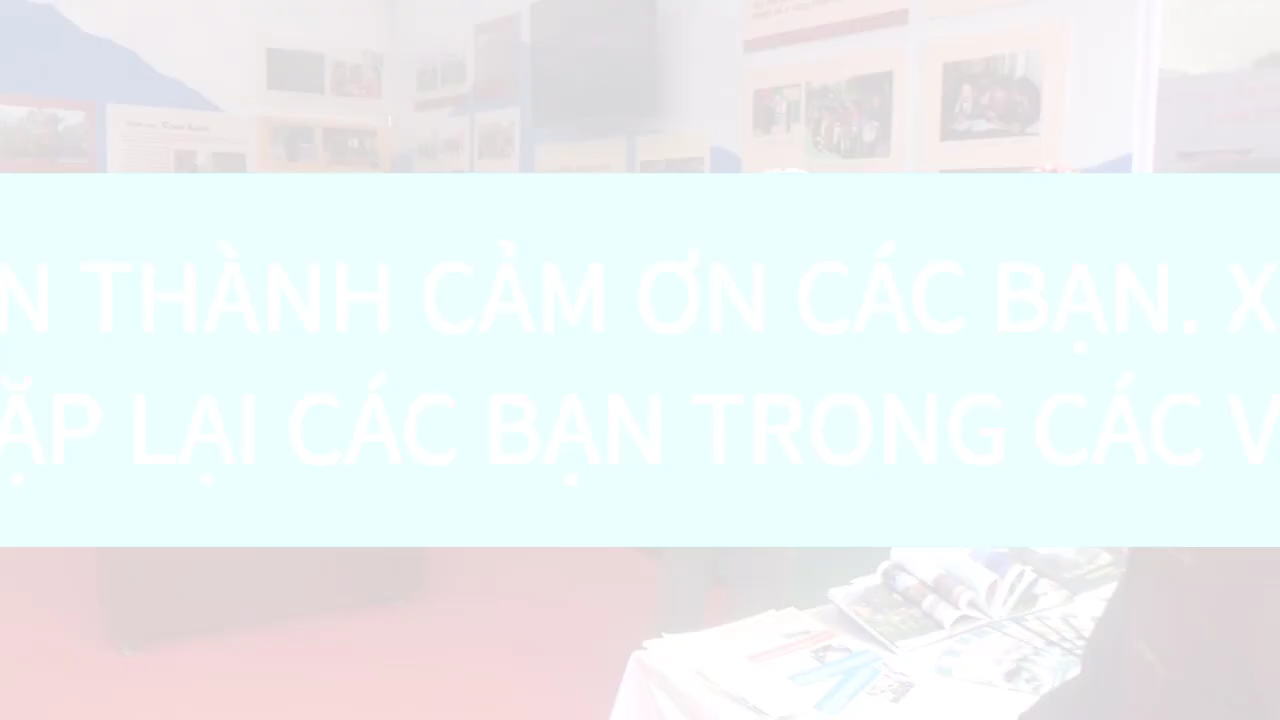 N THÀNH CẢM ƠN CÁC BẠN. X
ẶP LẠI CÁC BẠN TRONG CÁC V